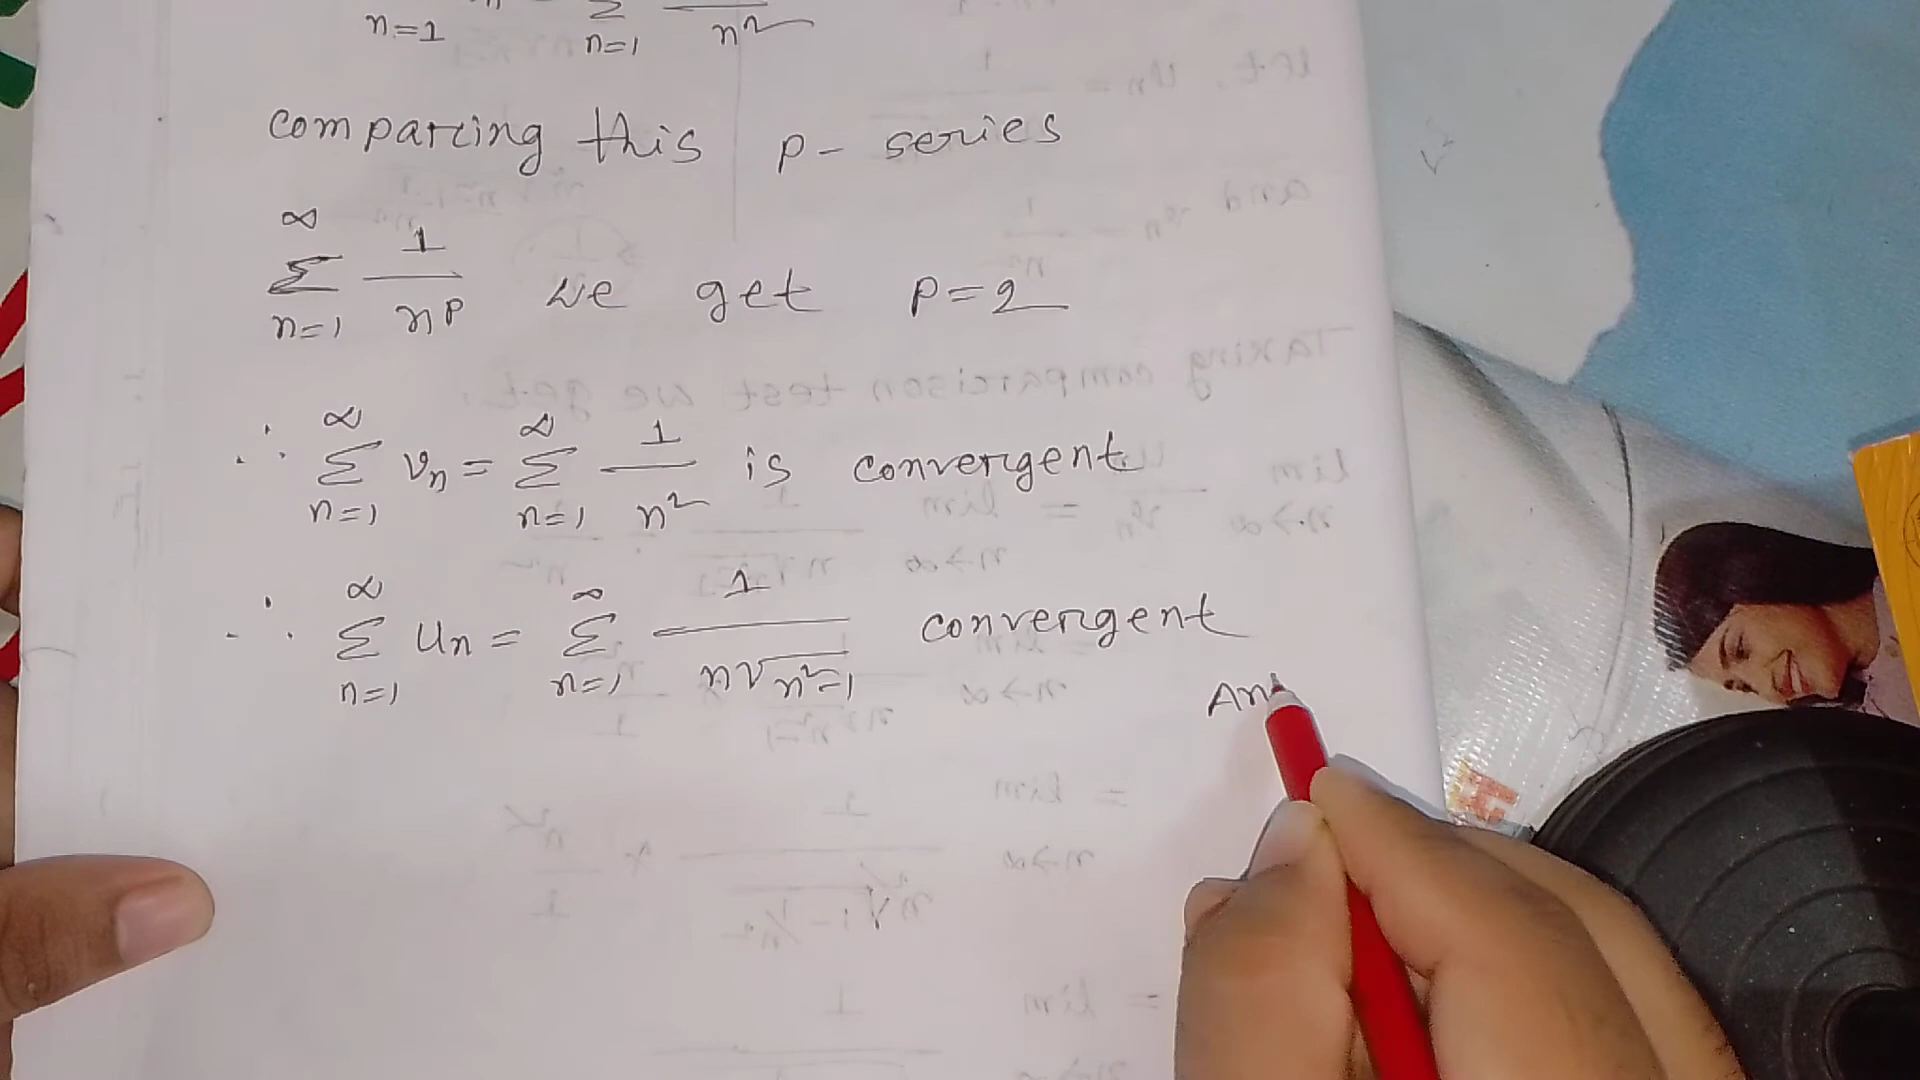 n=1 n=1 n²
comparing this p- series
∞ Σ n=1 1/n^p we get p=2
∴ ∞ Σ n=1 vn = ∞ Σ n=1 1/n² is convergent
∴ ∞ Σ n=1 un = ∞ Σ n=1 1/n√n²-1 convergent
Ans